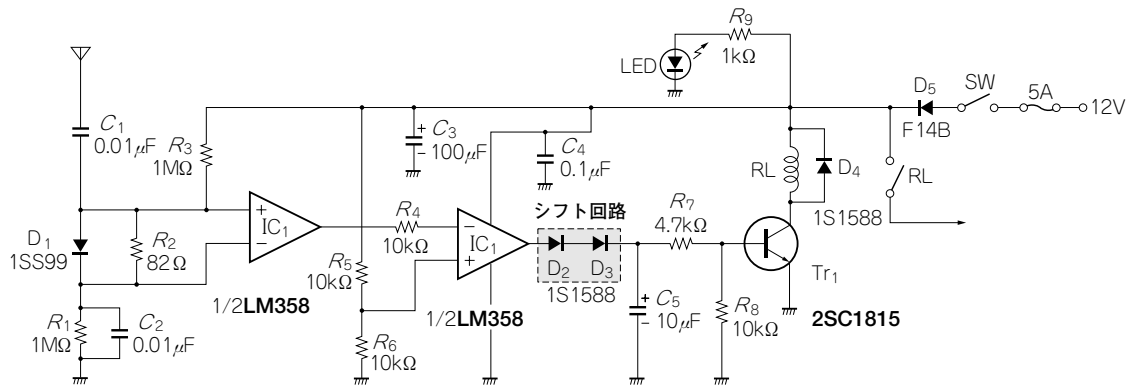 R9
1kΩ
LED
D5
F14B
SW
5A
12V
C1
0.01μF
R3
1MΩ
+
C3
−
100μF
C4
0.1μF
RL
D4
1S1588
RL
D1
1SS99
R2
82Ω
+
−
IC1
1/2LM358
R4
10kΩ
R5
10kΩ
−
IC1
+
1/2LM358
シフト回路
D2
D3
1S1588
R7
4.7kΩ
Tr1
2SC1815
R1
1MΩ
C2
0.01μF
R6
10kΩ
+
C5
−
10μF
R8
10kΩ